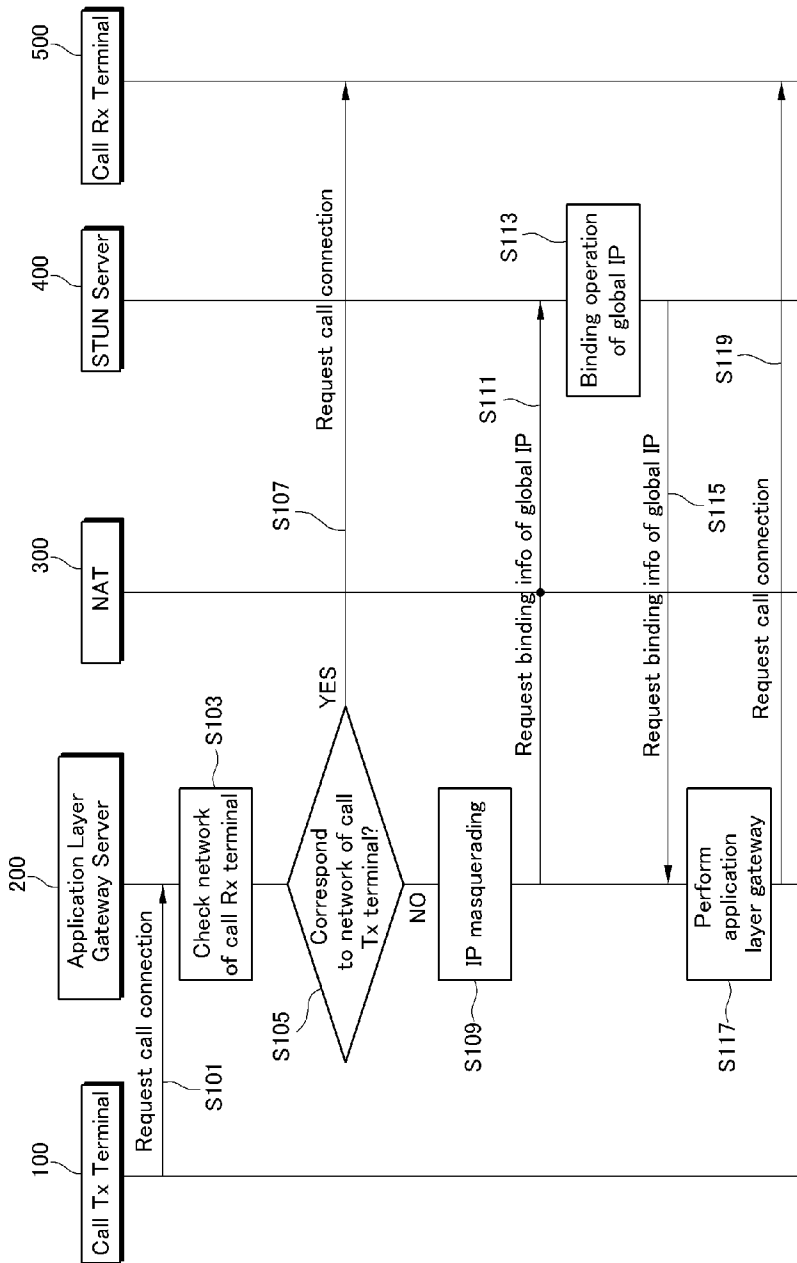 100
Call Tx Terminal
200
Application Layer
Gateway Server
300
NAT
400
STUN Server
500
Call Rx Terminal
Request call connection
S101
S103
Check network
of call Rx terminal
S105
Correspond
to network of call
Tx terminal?
YES
NO
S107
Request call connection
S109
IP masquerading
Request binding info of global IP
S111
S113
Binding operation
of global IP
Request binding info of global IP
S115
S117
Perform
application
layer gateway
Request call connection
S119